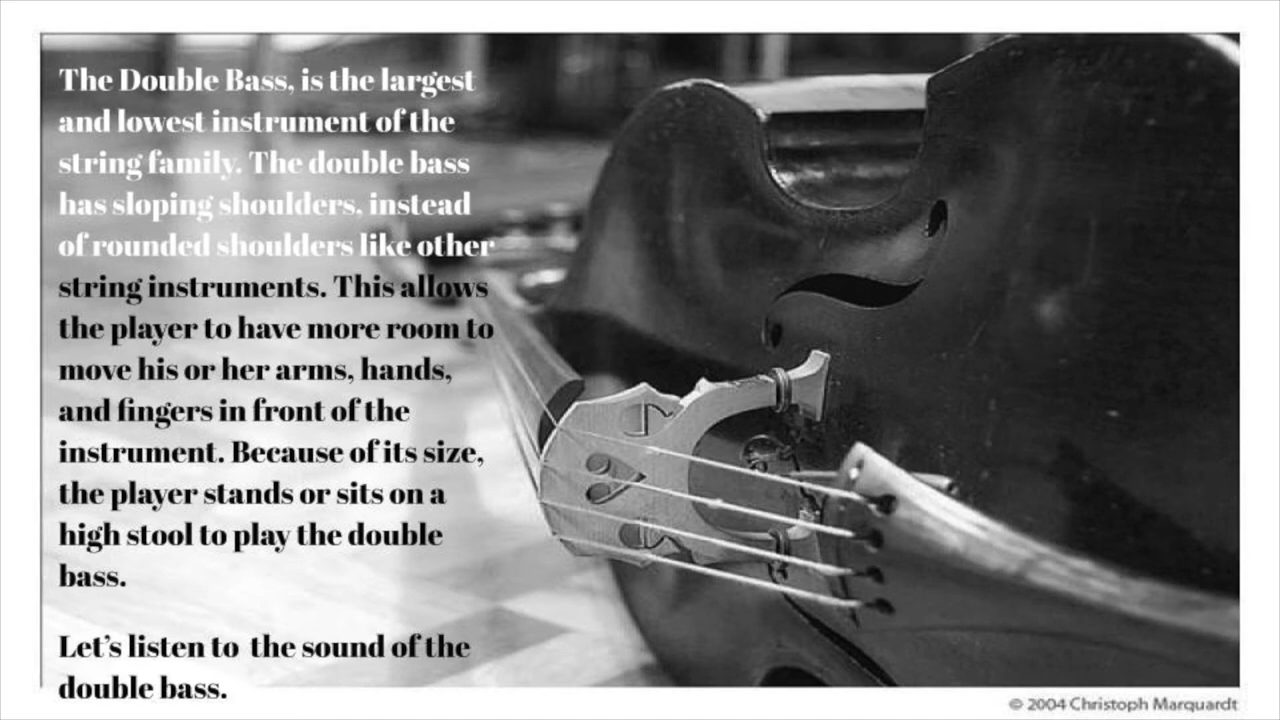 The Double Bass, is the largest
and lowest instrument of the
string family. The double bass
has sloping shoulders, instead
of rounded shoulders like other
string instruments. This allows
the player to have more room to
move his or her arms, hands,
and fingers in front of the
instrument. Because of its size,
the player stands or sits on a
high stool to play the double
bass.
Let's listen to  the sound of the
double bass.
© 2004 Christoph Marquardt